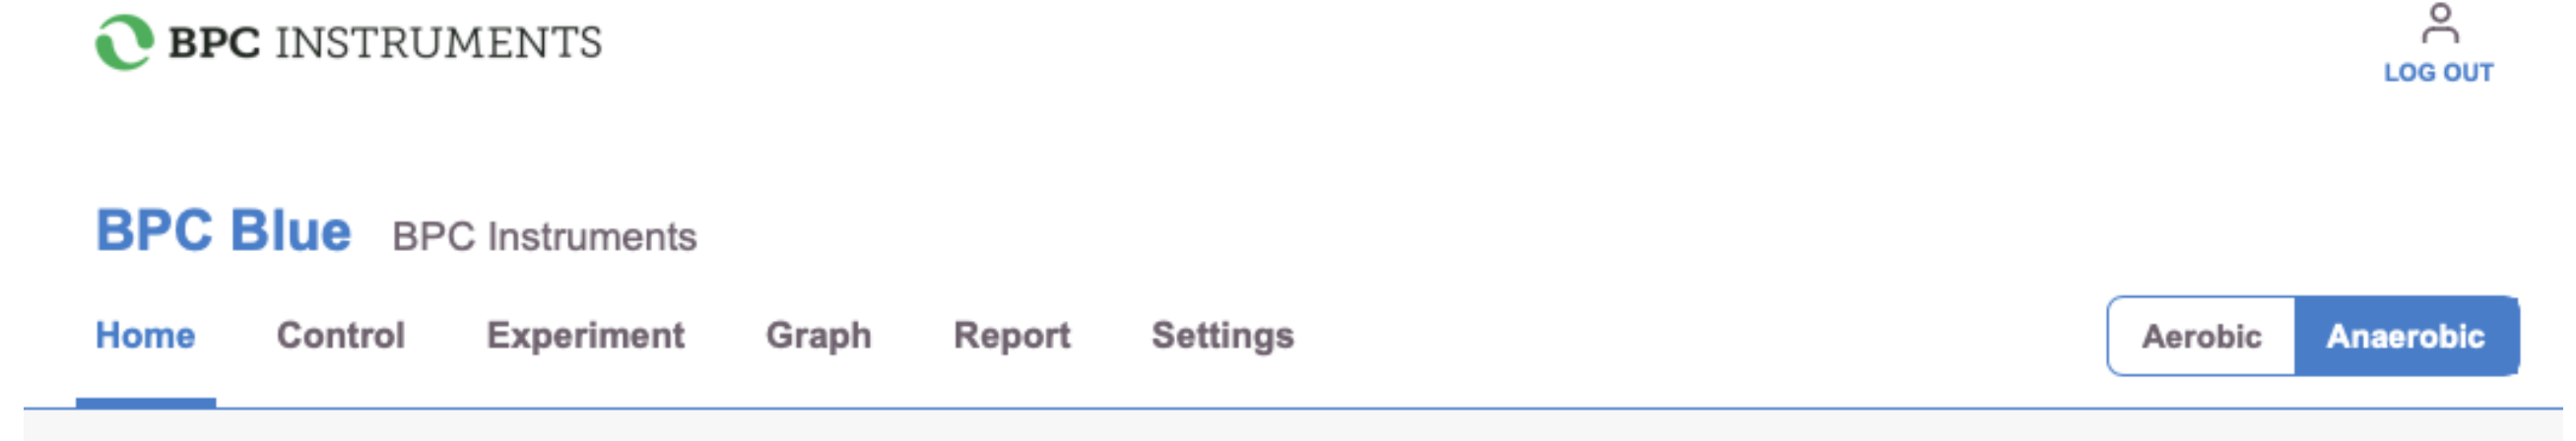 BPC INSTRUMENTS
LOG OUT
BPC Blue BPC Instruments
Home Control Experiment Graph Report Settings Aerobic Anaerobic